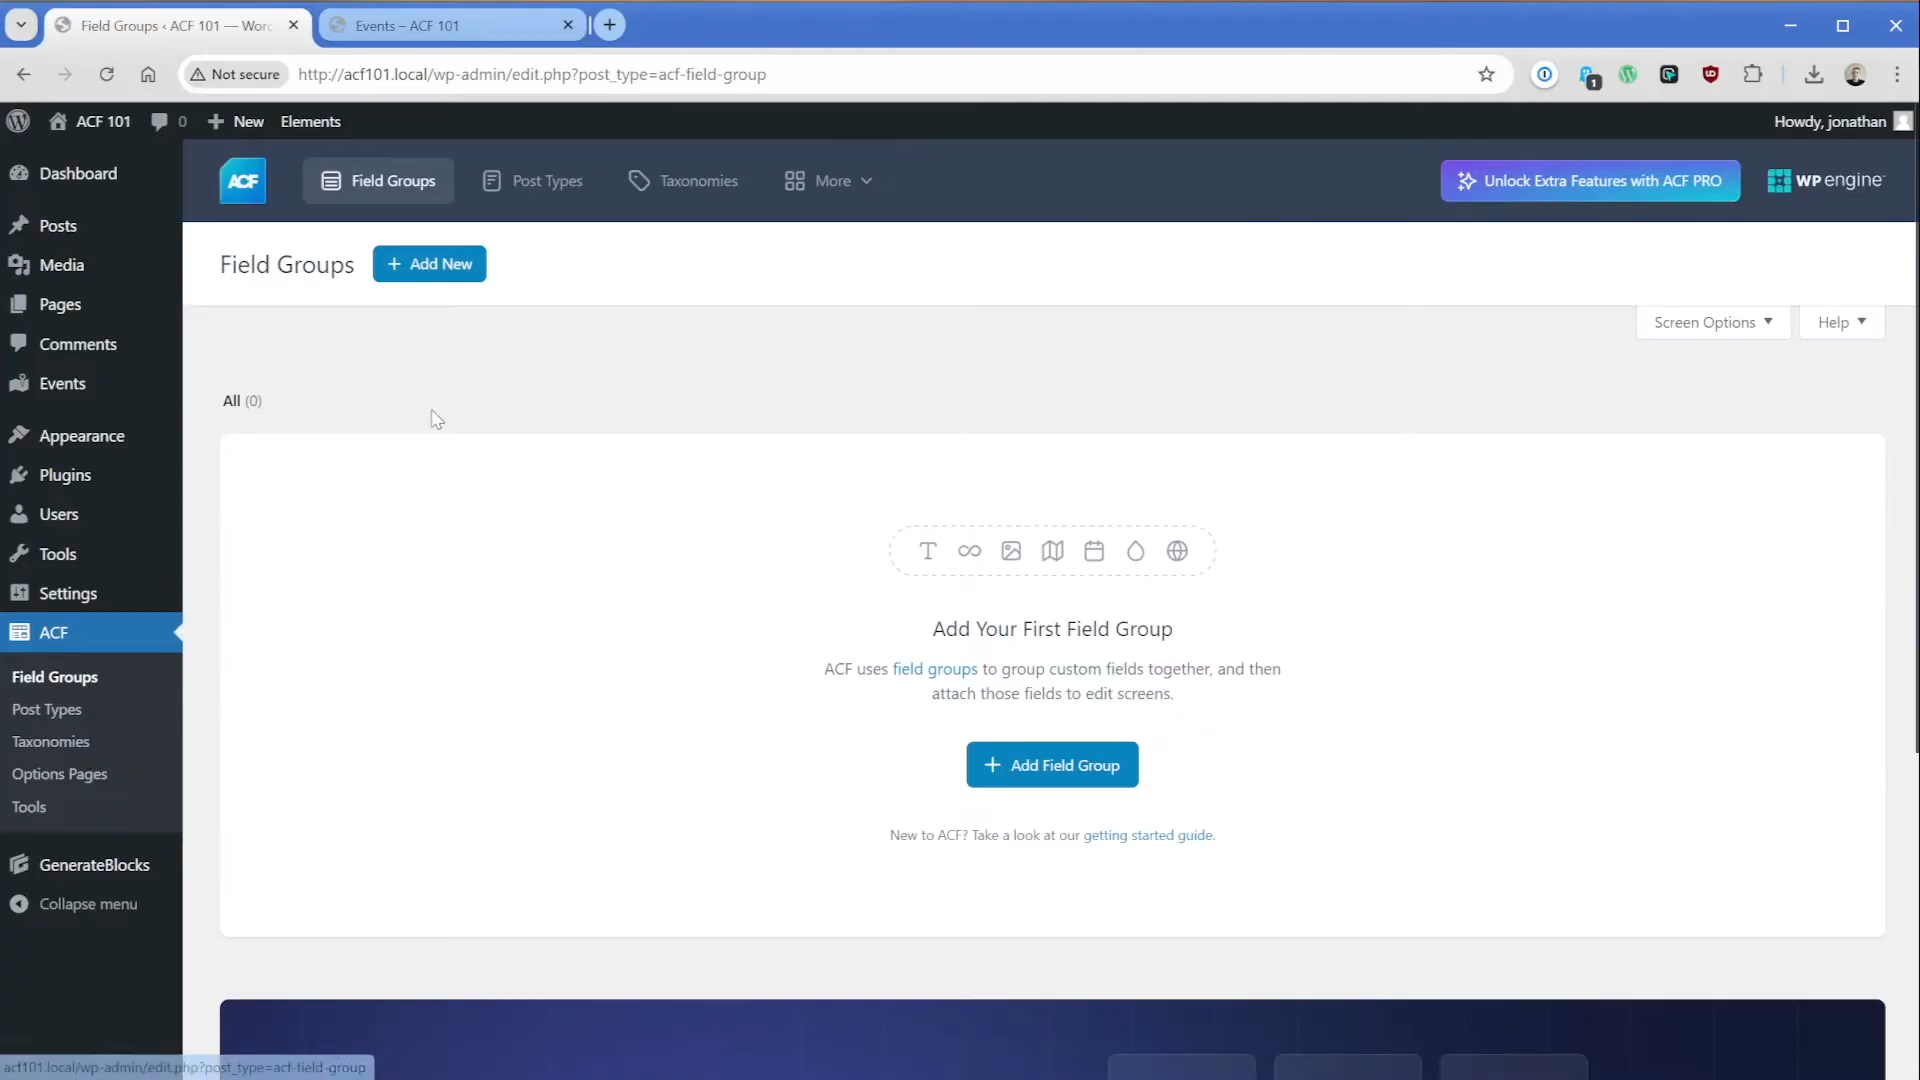 Field Groups ‹ ACF 101 — Wor
Events – ACF 101
Not secure
http://acf101.local/wp-admin/edit.php?post_type=acf-field-group
1
ACF 101
0
New
Elements
Howdy, jonathan
Dashboard
Posts
Media
Pages
Comments
Events
Appearance
Plugins
Users
Tools
Settings
ACF
Field Groups
Post Types
Taxonomies
Options Pages
Tools
GenerateBlocks
Collapse menu
ACF
Field Groups
Post Types
Taxonomies
More
Unlock Extra Features with ACF PRO
WP engine
Field Groups
+ Add New
Screen Options
Help
All (0)
Add Your First Field Group
ACF uses field groups to group custom fields together, and then
attach those fields to edit screens.
+ Add Field Group
New to ACF? Take a look at our getting started guide.
acf101.local/wp-admin/edit.php?post_type=acf-field-group